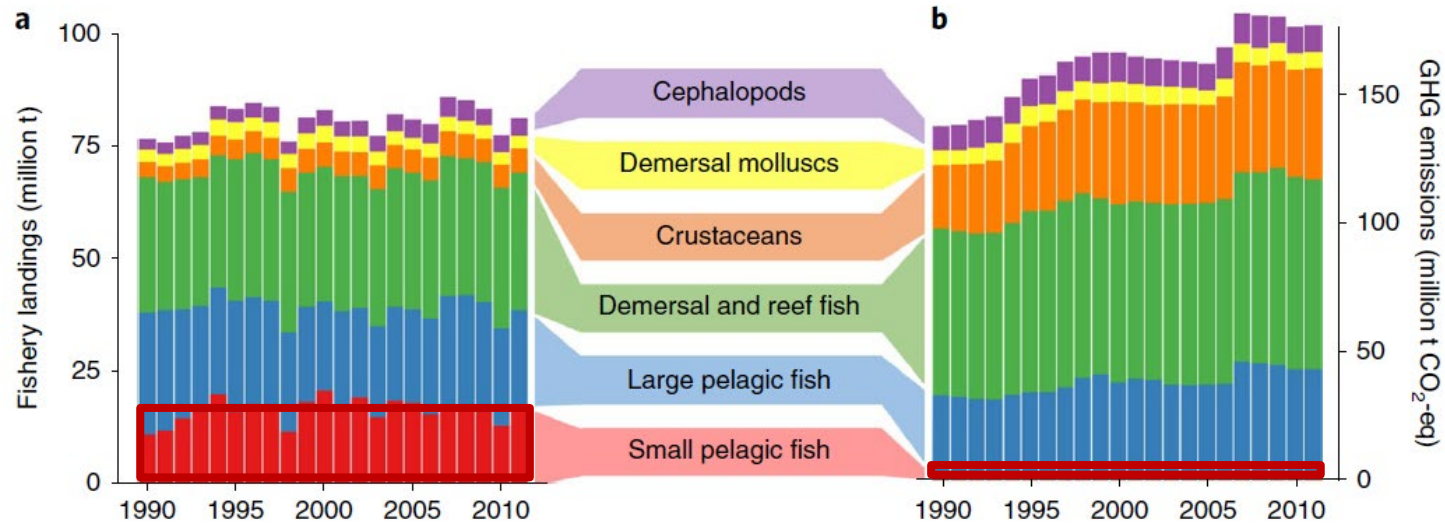 a
b
100
75
50
25
0
Fishery landings (million t)
1990 1995 2000 2005 2010
Cephalopods
Demersal molluscs
Crustaceans
Demersal and reef fish
Large pelagic fish
Small pelagic fish
150
100
50
0
GHG emissions (million t CO₂-eq)
1990 1995 2000 2005 2010